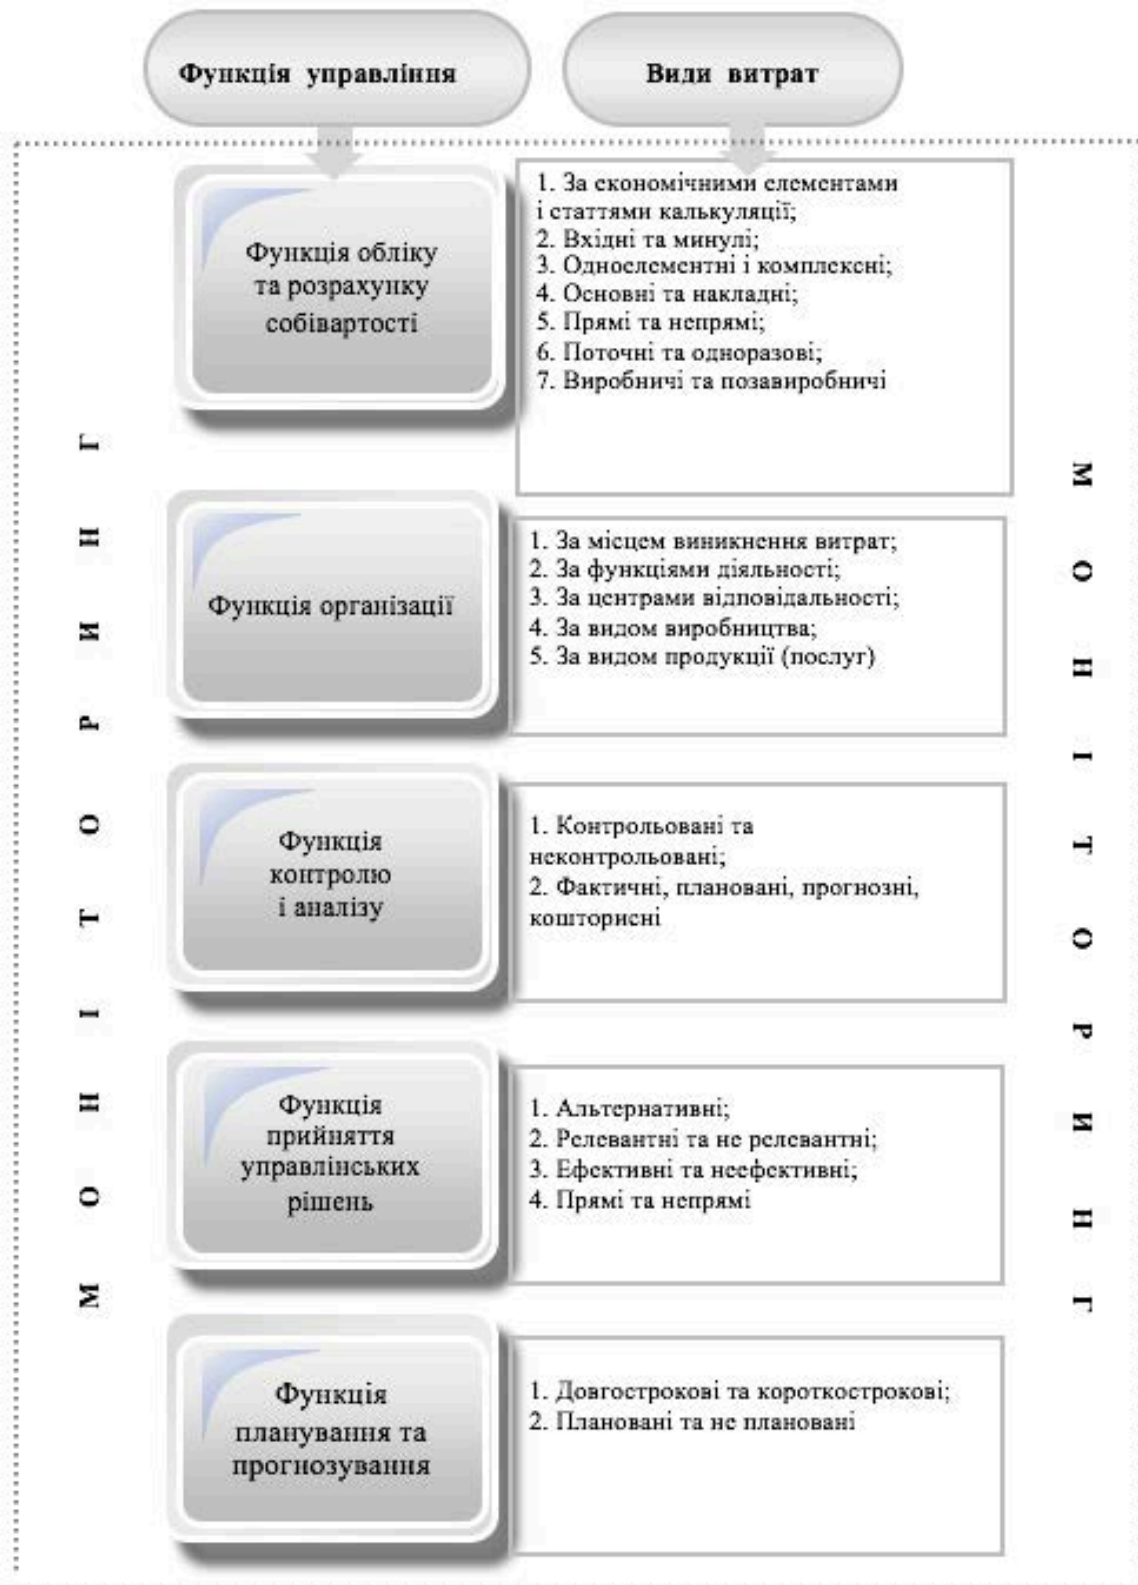 Функція управління
Види витрат
Функція обліку
та розрахунку
собівартості
1. За економічними елементами
і статтями калькуляції;
2. Вхідні та минулі;
3. Одноелементні і комплексні;
4. Основні та накладні;
5. Прямі та непрямі;
6. Поточні та одноразові;
7. Виробничі та позавиробничі
Функція організації
1. За місцем виникнення витрат;
2. За функціями діяльності;
3. За центрами відповідальності;
4. За видом виробництва;
5. За видом продукції (послуг)
Функція
контролю
і аналізу
1. Контрольовані та
неконтрольовані;
2. Фактичні, плановані, прогнозні,
кошторисні
Функція
прийняття
управлінських
рішень
1. Альтернативні;
2. Релевантні та не релевантні;
3. Ефективні та неефективні;
4. Прямі та непрямі
Функція
планування та
прогнозування
1. Довгострокові та короткострокові;
2. Плановані та не плановані
М О Н І Т О Р И Н Г
М О Н І Т О Р И Н Г